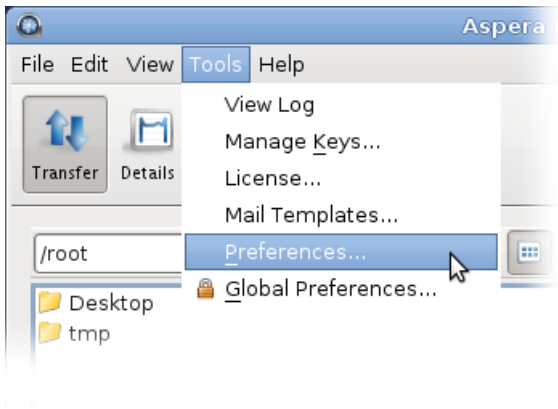 Aspera
File Edit View Tools Help
View Log
Manage Keys...
License...
Mail Templates...
Preferences...
Global Preferences...
Transfer
Details
/root
Desktop
tmp